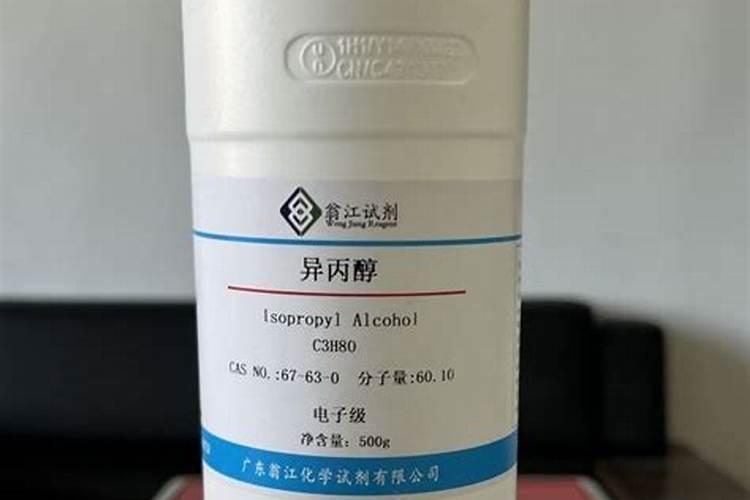 翁江试剂
Weng Jiang Reagent
异丙醇
Isopropyl Alcohol
C3H8O
CAS NO.:67-63-0 分子量:60.10
电子级
净含量: 500g
广东翁江化学试剂有限公司